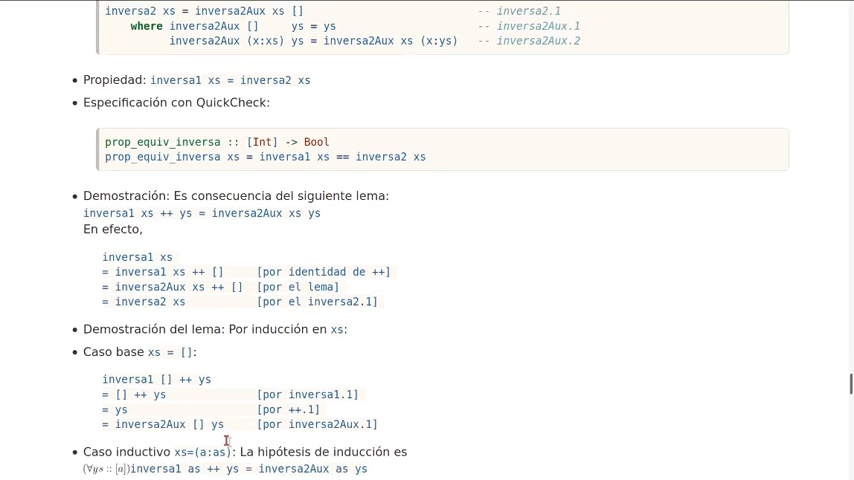 inversa2 xs = inversa2Aux xs [] -- inversa2.1
where inversa2Aux [] ys = ys -- inversa2Aux.1
inversa2Aux (x:xs) ys = inversa2Aux xs (x:ys) -- inversa2Aux.2
• Propiedad: inversa1 xs = inversa2 xs
• Especificación con QuickCheck:
prop_equiv_inversa :: [Int] -> Bool
prop_equiv_inversa xs = inversa1 xs == inversa2 xs
• Demostración: Es consecuencia del siguiente lema:
inversa1 xs ++ ys = inversa2Aux xs ys
En efecto,
inversa1 xs
= inversa1 xs ++ [] [por identidad de ++]
= inversa2Aux xs ++ [] [por el lema]
= inversa2 xs [por el inversa2.1]
• Demostración del lema: Por inducción en xs:
• Caso base xs = []:
inversa1 [] ++ ys
= [] ++ ys [por inversa1.1]
= ys [por ++.1]
= inversa2Aux [] ys [por inversa2Aux.1]
• Caso inductivo xs=(a:as): La hipótesis de inducción es
(∀ys :: [a])inversa1 as ++ ys = inversa2Aux as ys